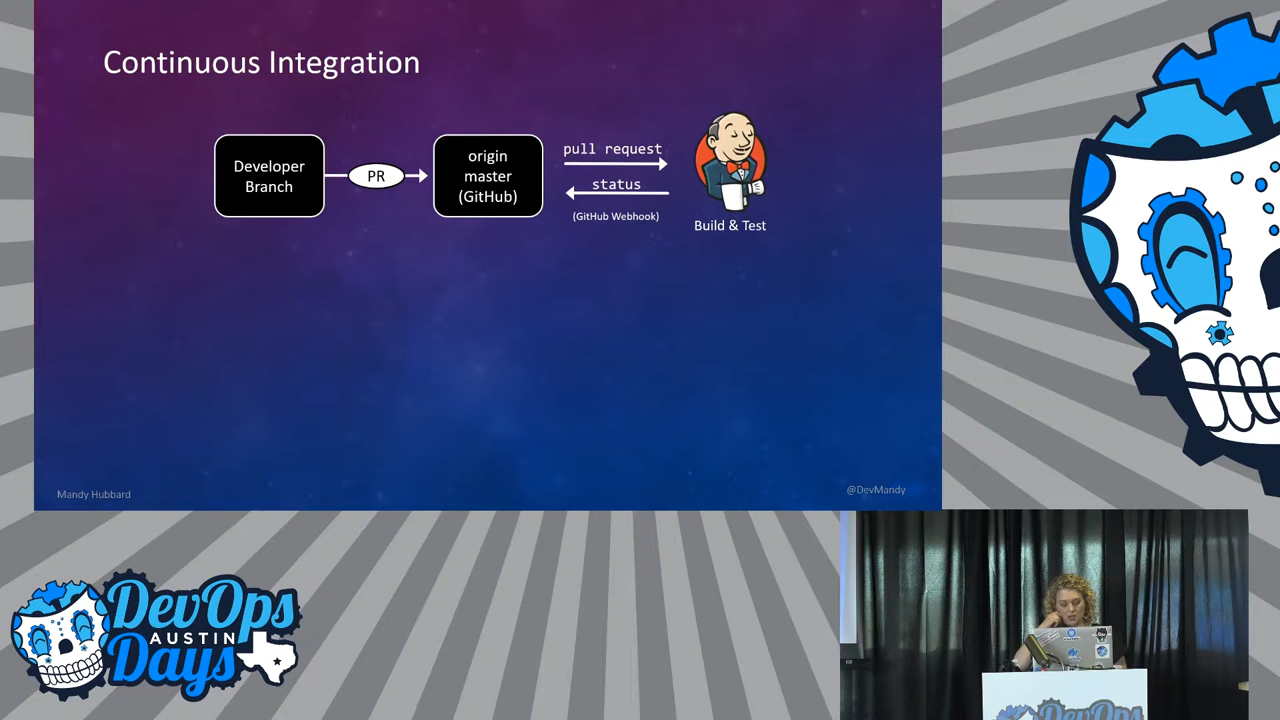 Continuous Integration
Developer
Branch
PR
origin
master
(GitHub)
pull request
status
(GitHub Webhook)
Build & Test
Mandy Hubbard
@DevMandy
DevOps
AUSTIN
Days
DevOps